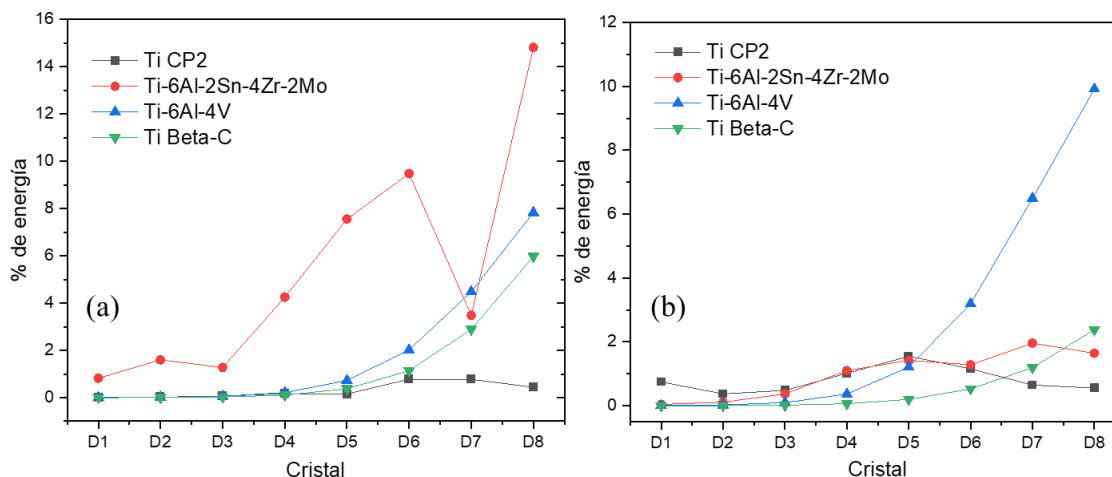 16
14
12
10
8
6
4
2
0
% de energía
Ti CP2
Ti-6Al-2Sn-4Zr-2Mo
Ti-6Al-4V
Ti Beta-C
(a)
D1 D2 D3 D4 D5 D6 D7 D8
Cristal
12
10
8
6
4
2
0
% de energía
Ti CP2
Ti-6Al-2Sn-4Zr-2Mo
Ti-6Al-4V
Ti Beta-C
(b)
D1 D2 D3 D4 D5 D6 D7 D8
Cristal